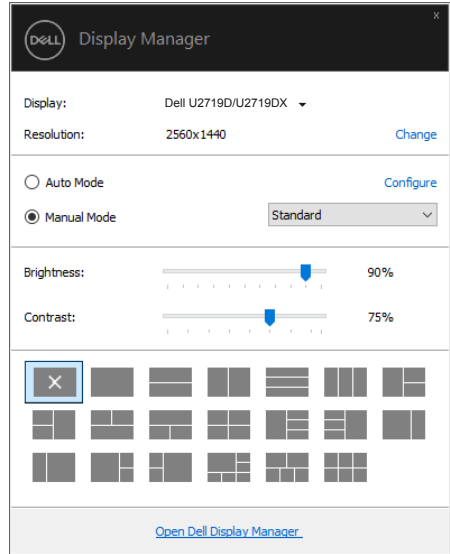 DELL Display Manager x
Display: Dell U2719D/U2719DX
Resolution: 2560x1440 Change
Auto Mode Configure
Manual Mode Standard
Brightness: 90%
Contrast: 75%
Open Dell Display Manager